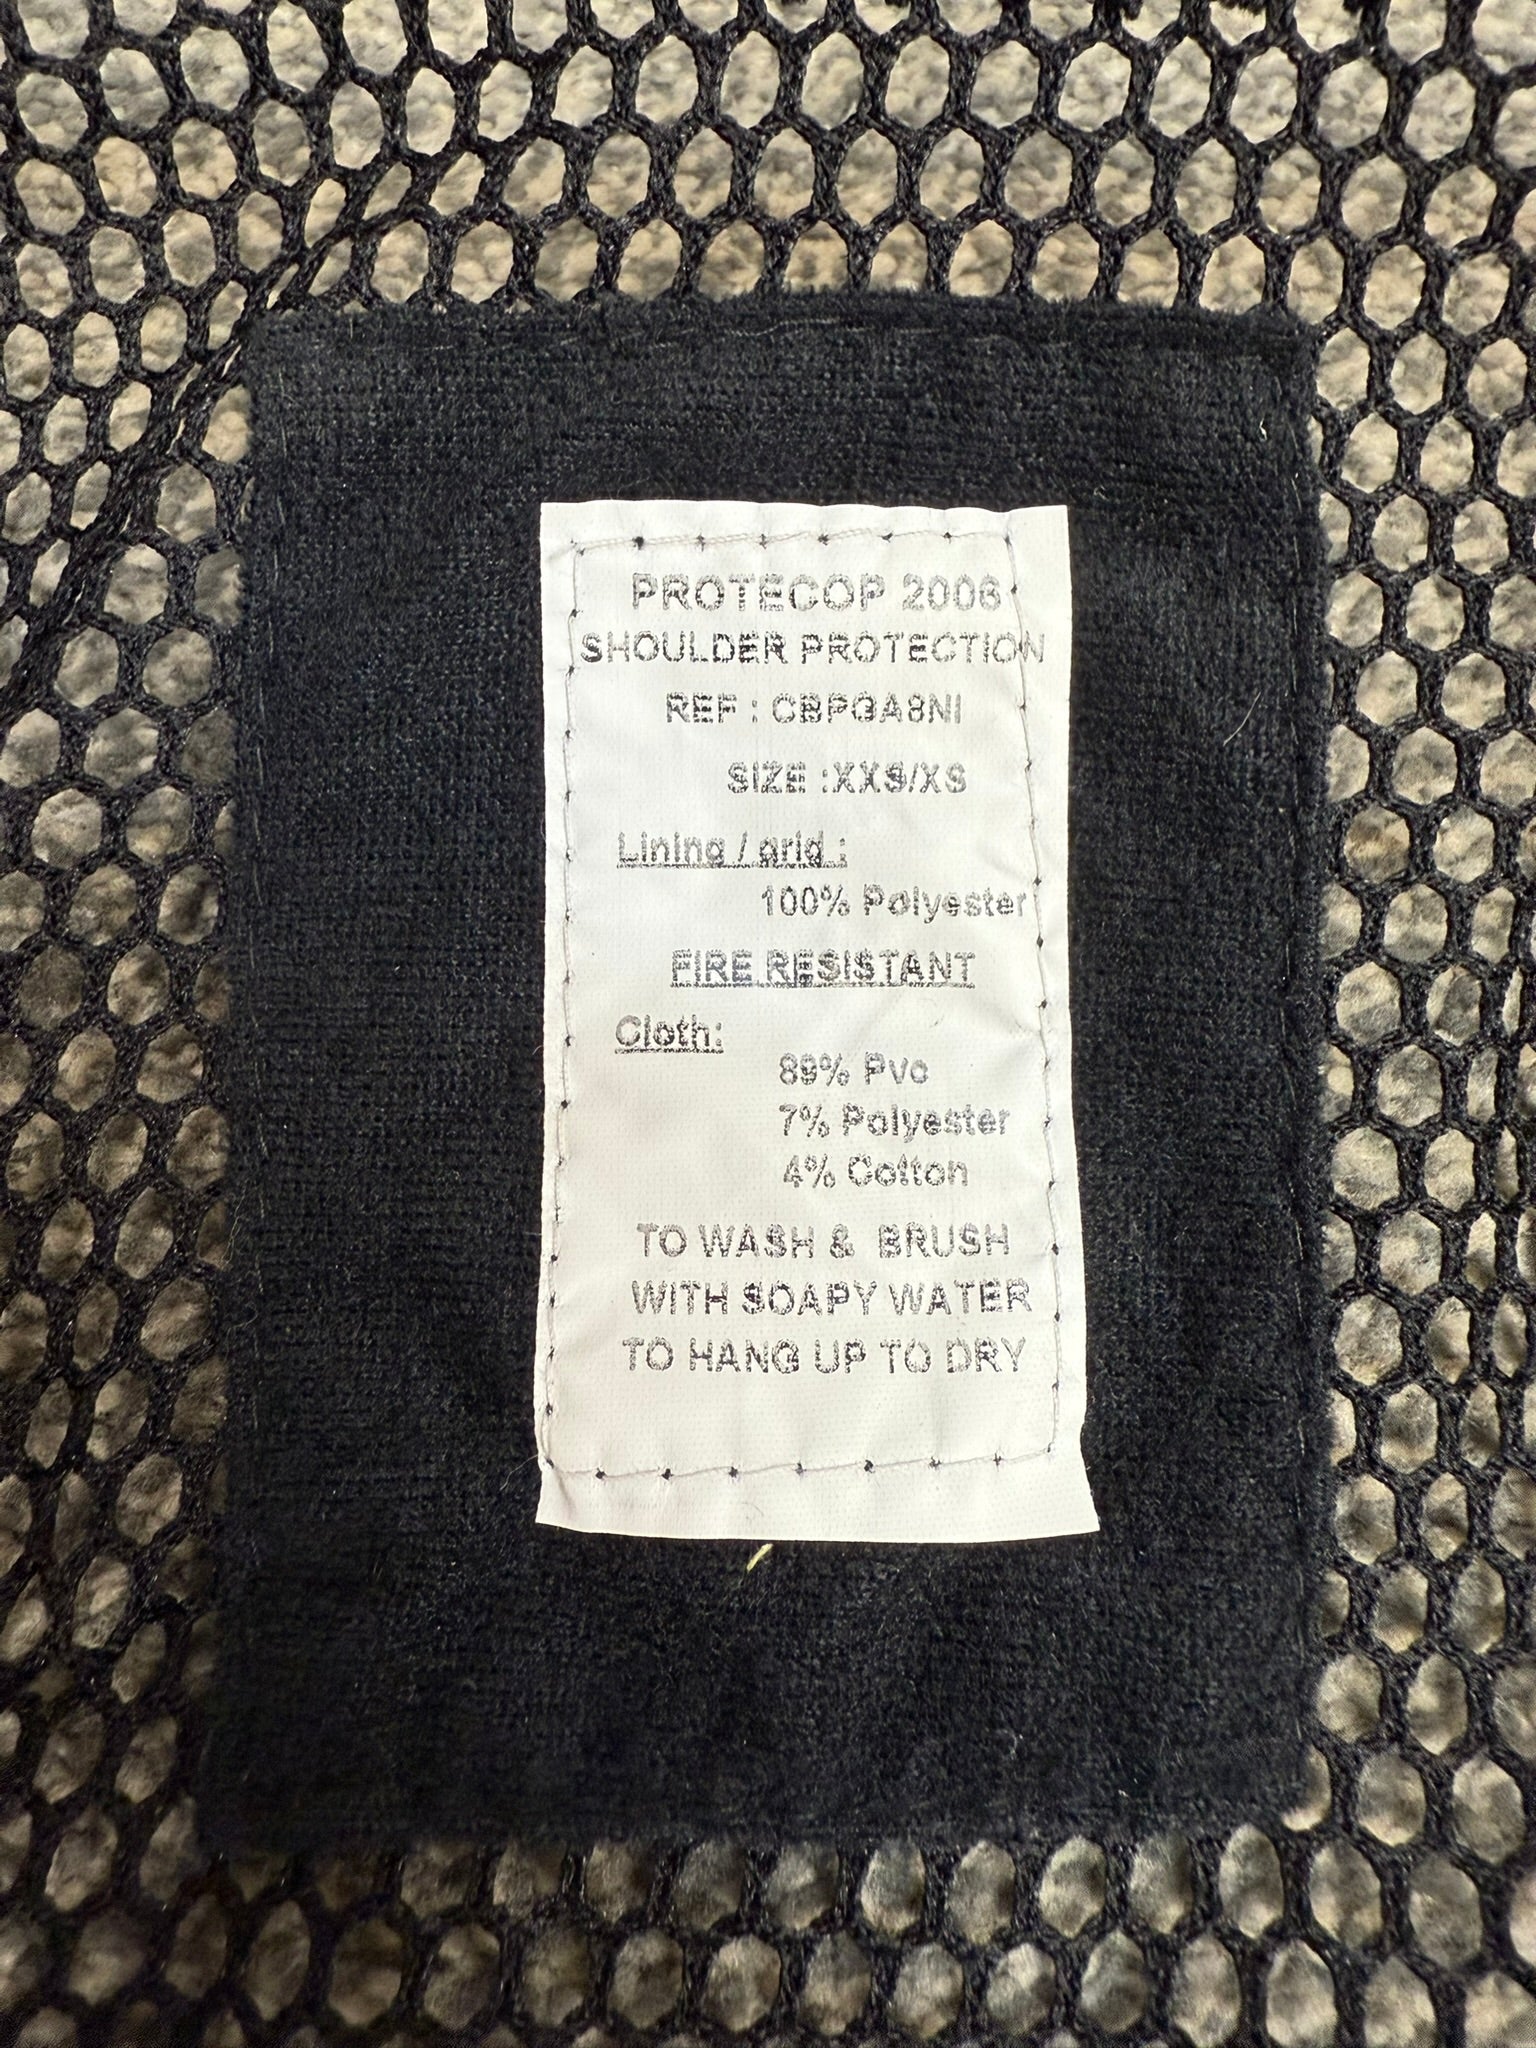 PROTECOP 2006
SHOULDER PROTECTION
REF : CBPGA8NI
SIZE :XXS/XS
Lining / grid :
100% Polyester
FIRE RESISTANT
Cloth:
89% Pvc
7% Polyester
4% Cotton
TO WASH & BRUSH
WITH SOAPY WATER
TO HANG UP TO DRY